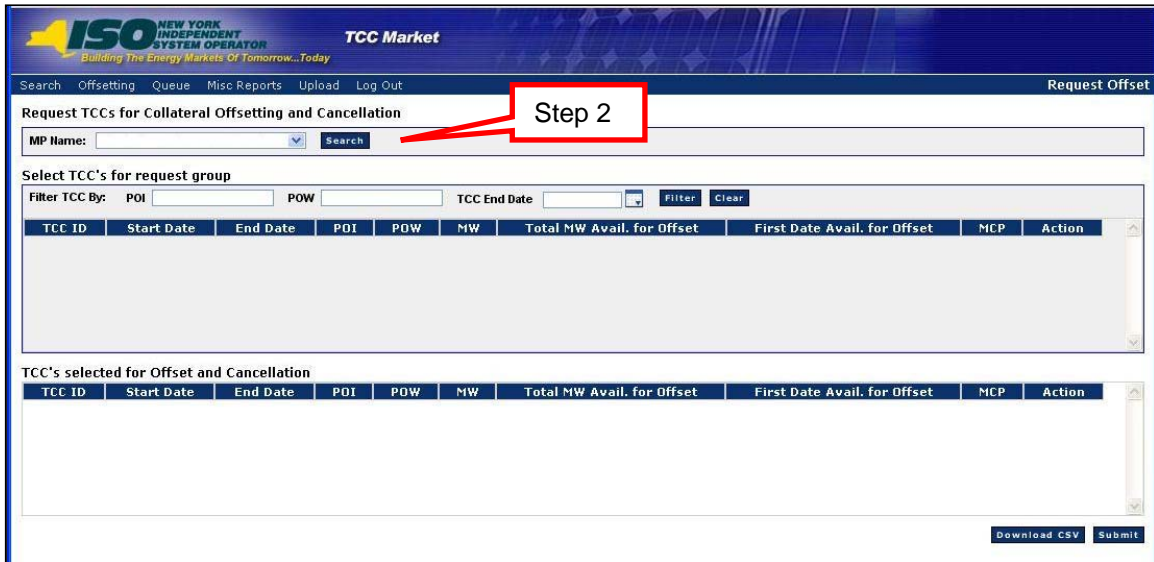 NEW YORK
ISO INDEPENDENT
SYSTEM OPERATOR
TCC Market
Building The Energy Markets Of Tomorrow...Today
Search Offsetting Queue Misc Reports Upload Log Out Request Offset
Request TCCs for Collateral Offsetting and Cancellation
Step 2
MP Name: Search
Select TCC's for request group
Filter TCC By: POI POW TCC End Date Filter Clear
TCC ID Start Date End Date POI POW MW Total MW Avail. for Offset First Date Avail. for Offset MCP Action
TCC's selected for Offset and Cancellation
TCC ID Start Date End Date POI POW MW Total MW Avail. for Offset First Date Avail. for Offset MCP Action
Download CSV Submit